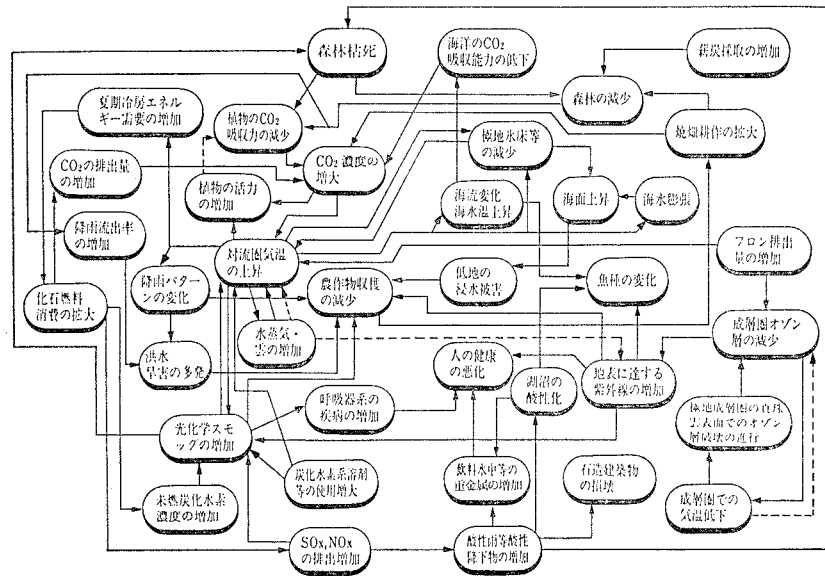 森林枯死
海洋のCO₂
吸収能力の低下
薪炭採取の増加
夏期冷房エネル
ギー需要の増加
植物のCO₂
吸収力の減少
森林の減少
CO₂の排出量
の増加
CO₂濃度の
増大
極地氷床等
の減少
焼畑耕作の拡大
植物の活力
の増加
海流変化
海水温上昇
海面上昇
海水膨張
降雨流出率
の増加
対流圏気温
の上昇
フロン排出
量の増加
降雨パター
ンの変化
農作物収穫
の減少
低地の
浸水被害
魚種の変化
化石燃料
消費の拡大
水蒸気・
雲の増加
成層圏オゾン
層の減少
洪水
旱害の多発
人の健康
の悪化
湖沼の
酸性化
地表に達する
紫外線の増加
呼吸器系の
疾病の増加
極地成層圏の真珠
雲表面でのオゾン
層破壊の進行
光化学スモ
ッグの増加
炭化水素系溶剤
等の使用増大
飲料水中等の
重金属の増加
石造建築物
の損壊
成層圏での
気温低下
未燃炭化水素
濃度の増加
SOx,NOx
の排出増加
酸性雨等酸性
降下物の増加